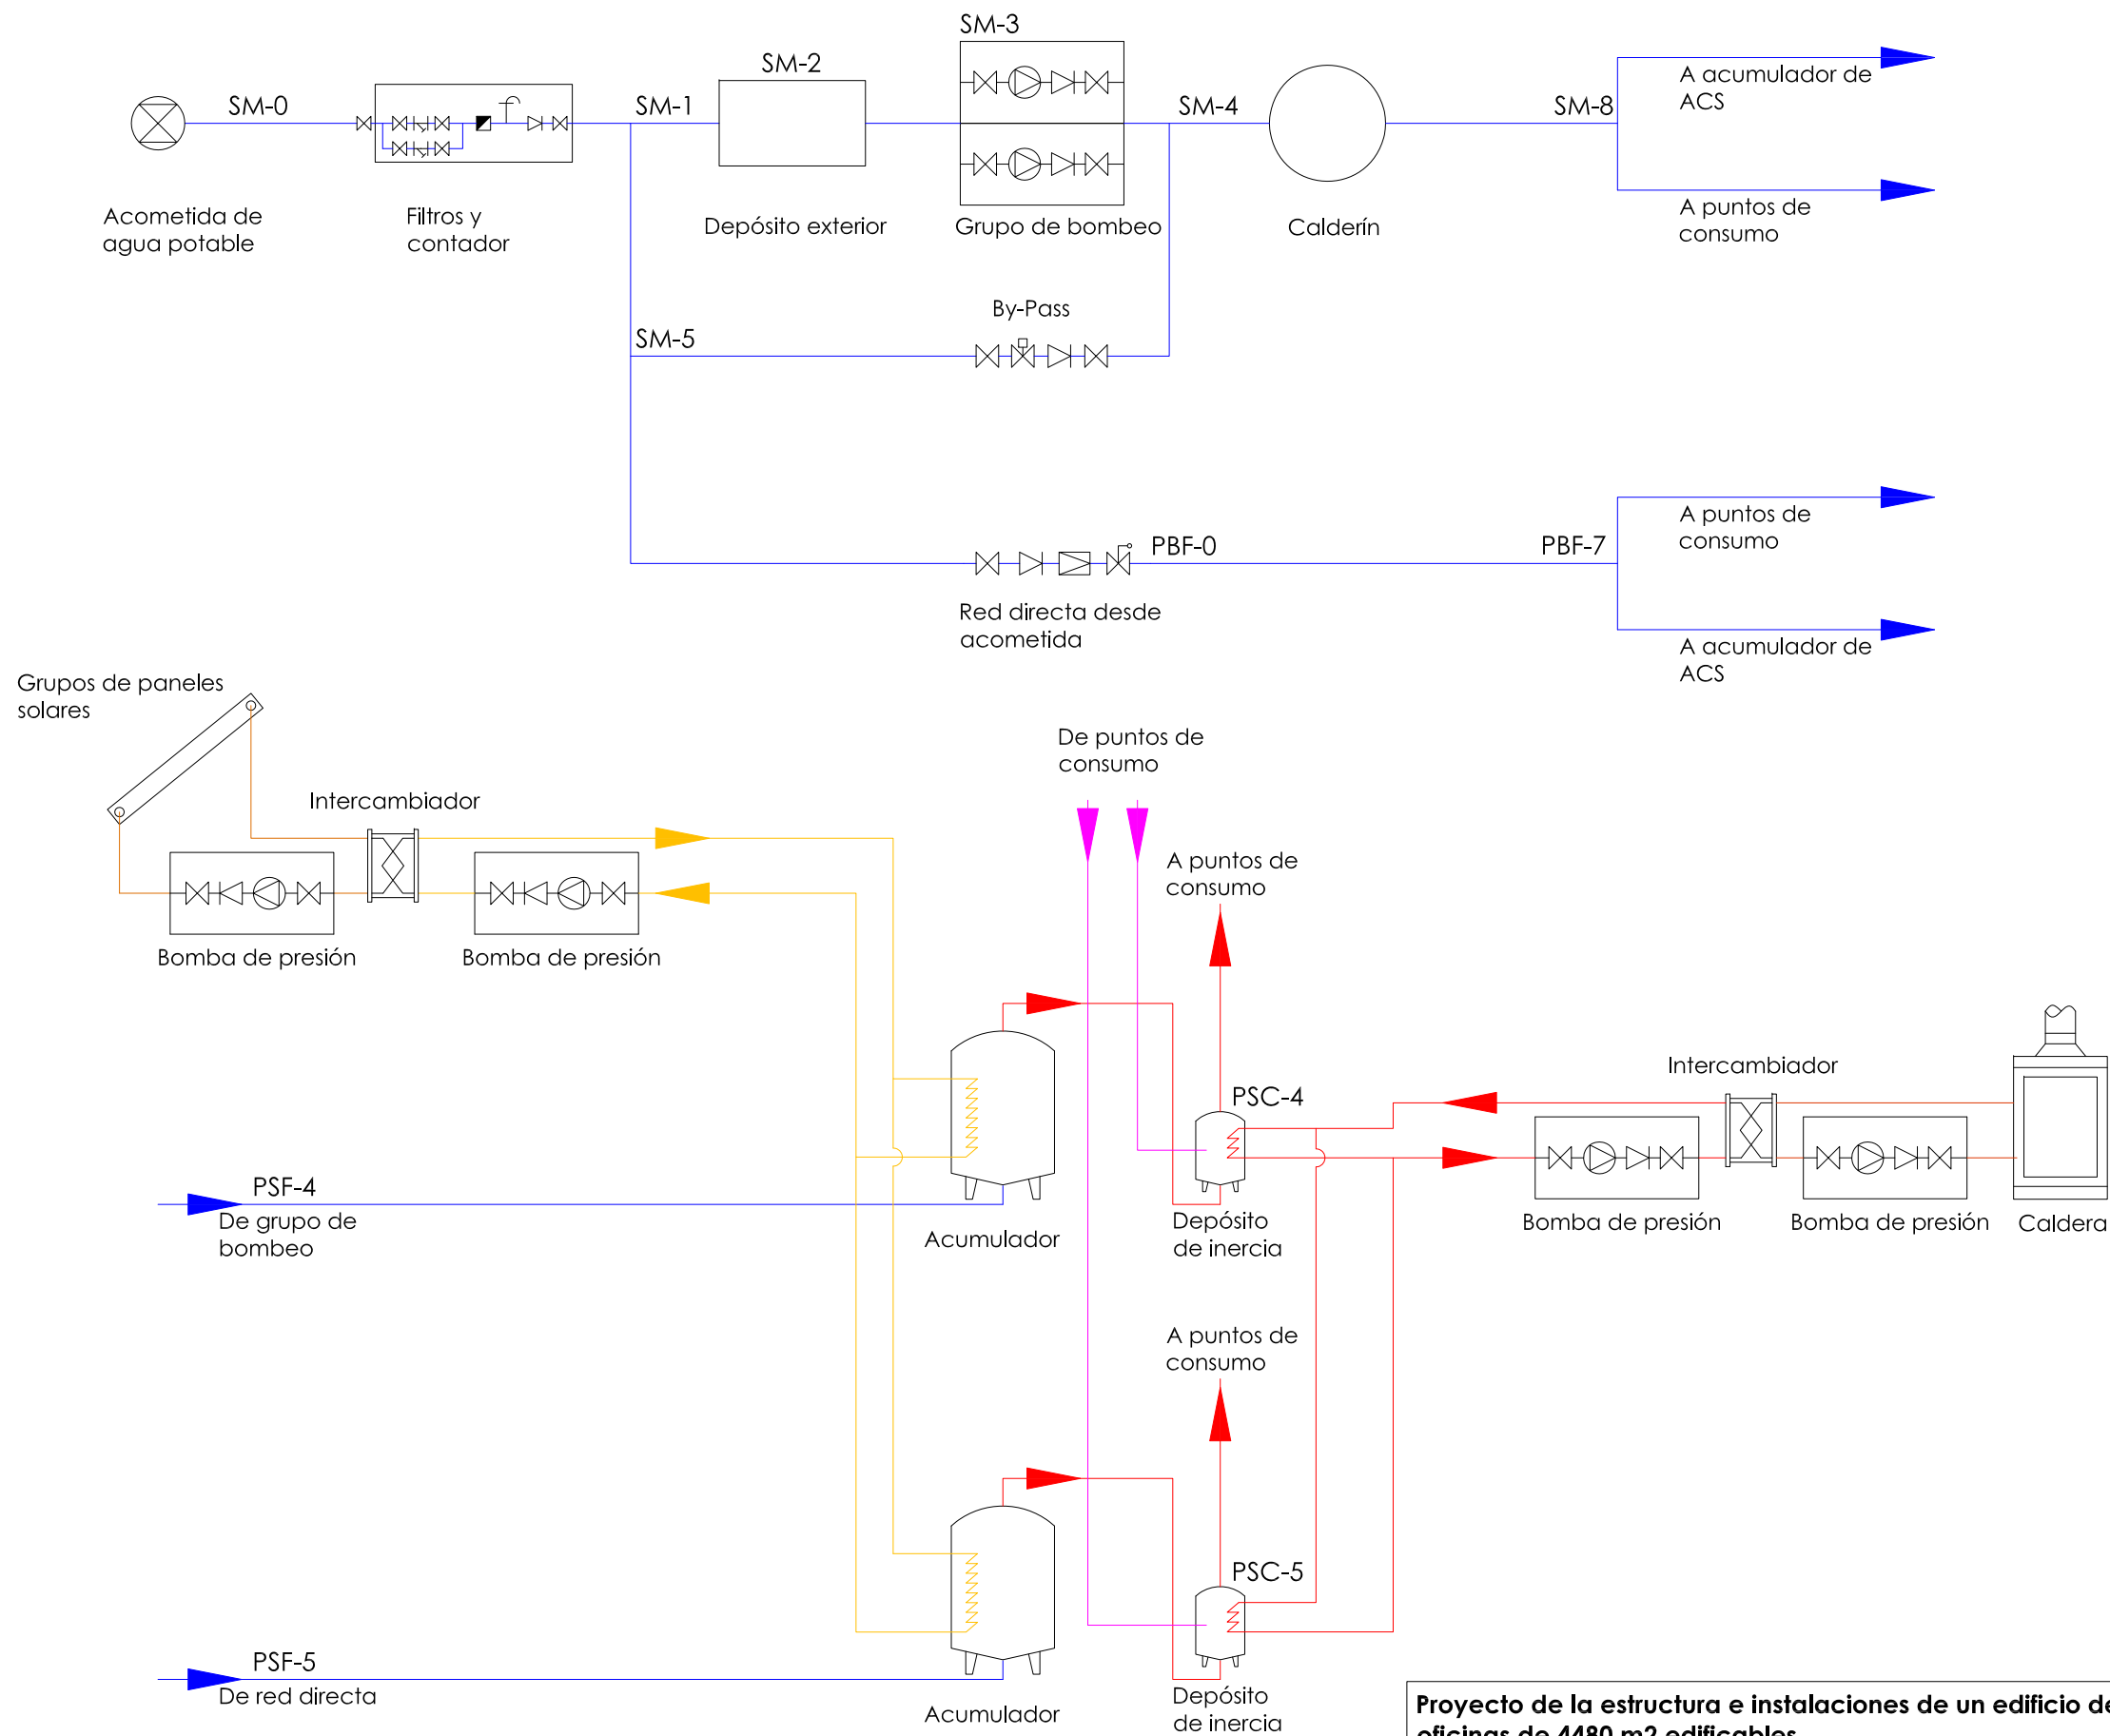 SM-3
SM-2
SM-0
SM-1
SM-4
SM-8
A acumulador de
ACS
Acometida de
agua potable
Filtros y
contador
Depósito exterior
Grupo de bombeo
Calderín
A puntos de
consumo
By-Pass
SM-5
A puntos de
consumo
PBF-0
PBF-7
Red directa desde
acometida
A acumulador de
ACS
Grupos de paneles
solares
De puntos de
consumo
Intercambiador
A puntos de
consumo
Bomba de presión
Bomba de presión
Intercambiador
PSC-4
PSF-4
De grupo de
bombeo
Acumulador
Depósito
de inercia
Bomba de presión
Bomba de presión
Caldera
A puntos de
consumo
PSC-5
PSF-5
De red directa
Acumulador
Depósito
de inercia
Proyecto de la estructura e instalaciones de un edificio de
oficinas de 4480 m2 edificables